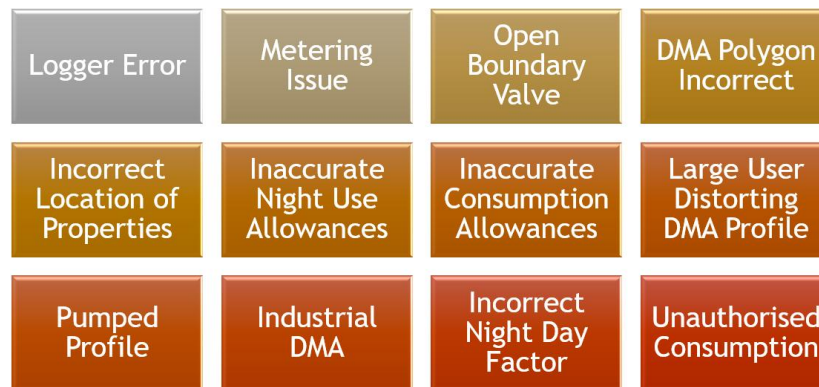 Logger Error
Metering
Issue
Open
Boundary
Valve
DMA Polygon
Incorrect
Incorrect
Location of
Properties
Inaccurate
Night Use
Allowances
Inaccurate
Consumption
Allowances
Large User
Distorting
DMA Profile
Pumped
Profile
Industrial
DMA
Incorrect
Night Day
Factor
Unauthorised
Consumption